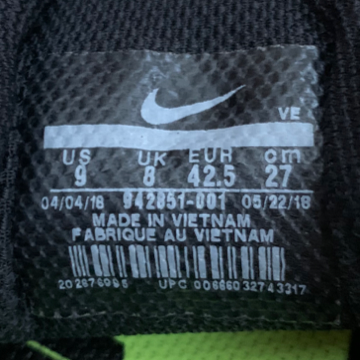 VE
US UK EUR cm
9 8 42.5 27
04/04/18 942851-001 05/22/18
MADE IN VIETNAM
FABRIQUE AU VIETNAM
UPC